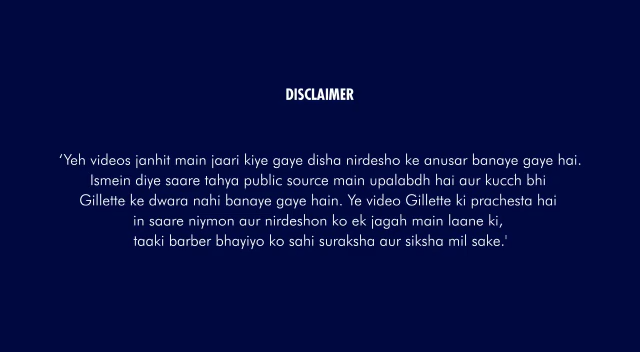 DISCLAIMER
‘Yeh videos janhit main jaari kiye gaye disha nirdesho ke anusar banaye gaye hai.
Ismein diye saare tahya public source main upalabdh hai aur kucch bhi
Gillette ke dwara nahi banaye gaye hain. Ye video Gillette ki prachesta hai
in saare niymon aur nirdeshon ko ek jagah main laane ki,
taaki barber bhayiyo ko sahi suraksha aur siksha mil sake.'